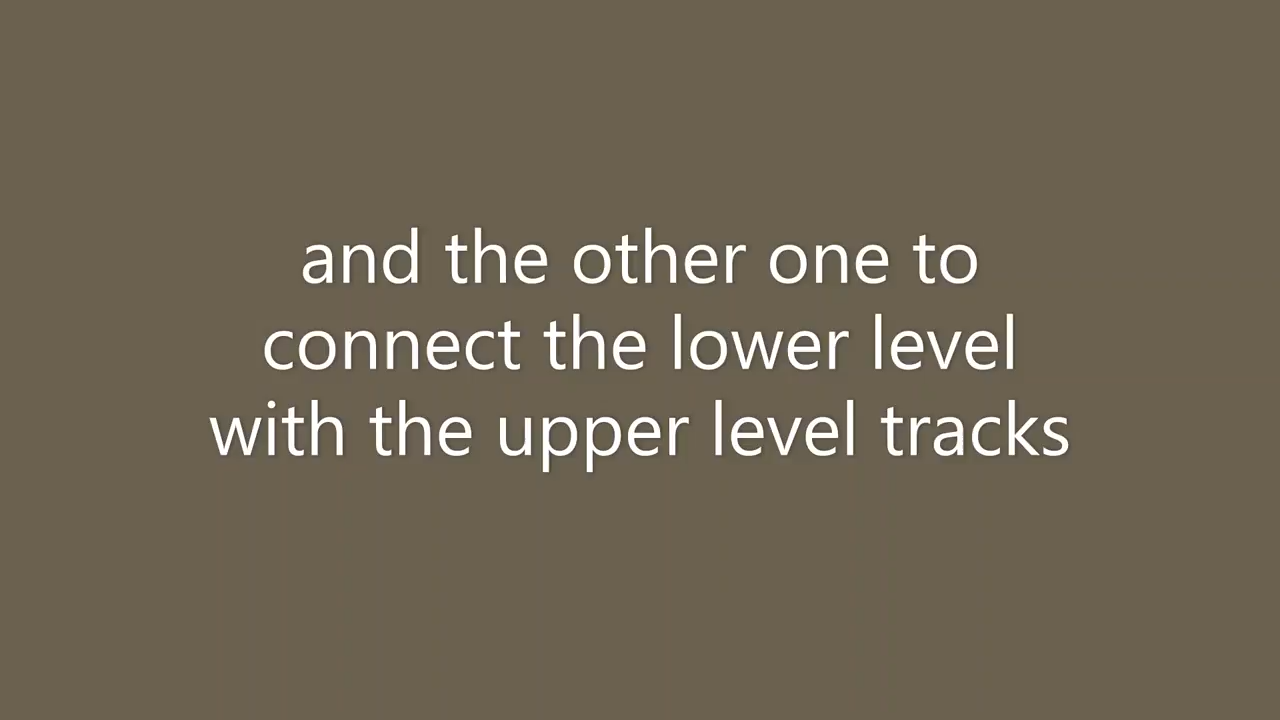 and the other one to
connect the lower level
with the upper level tracks